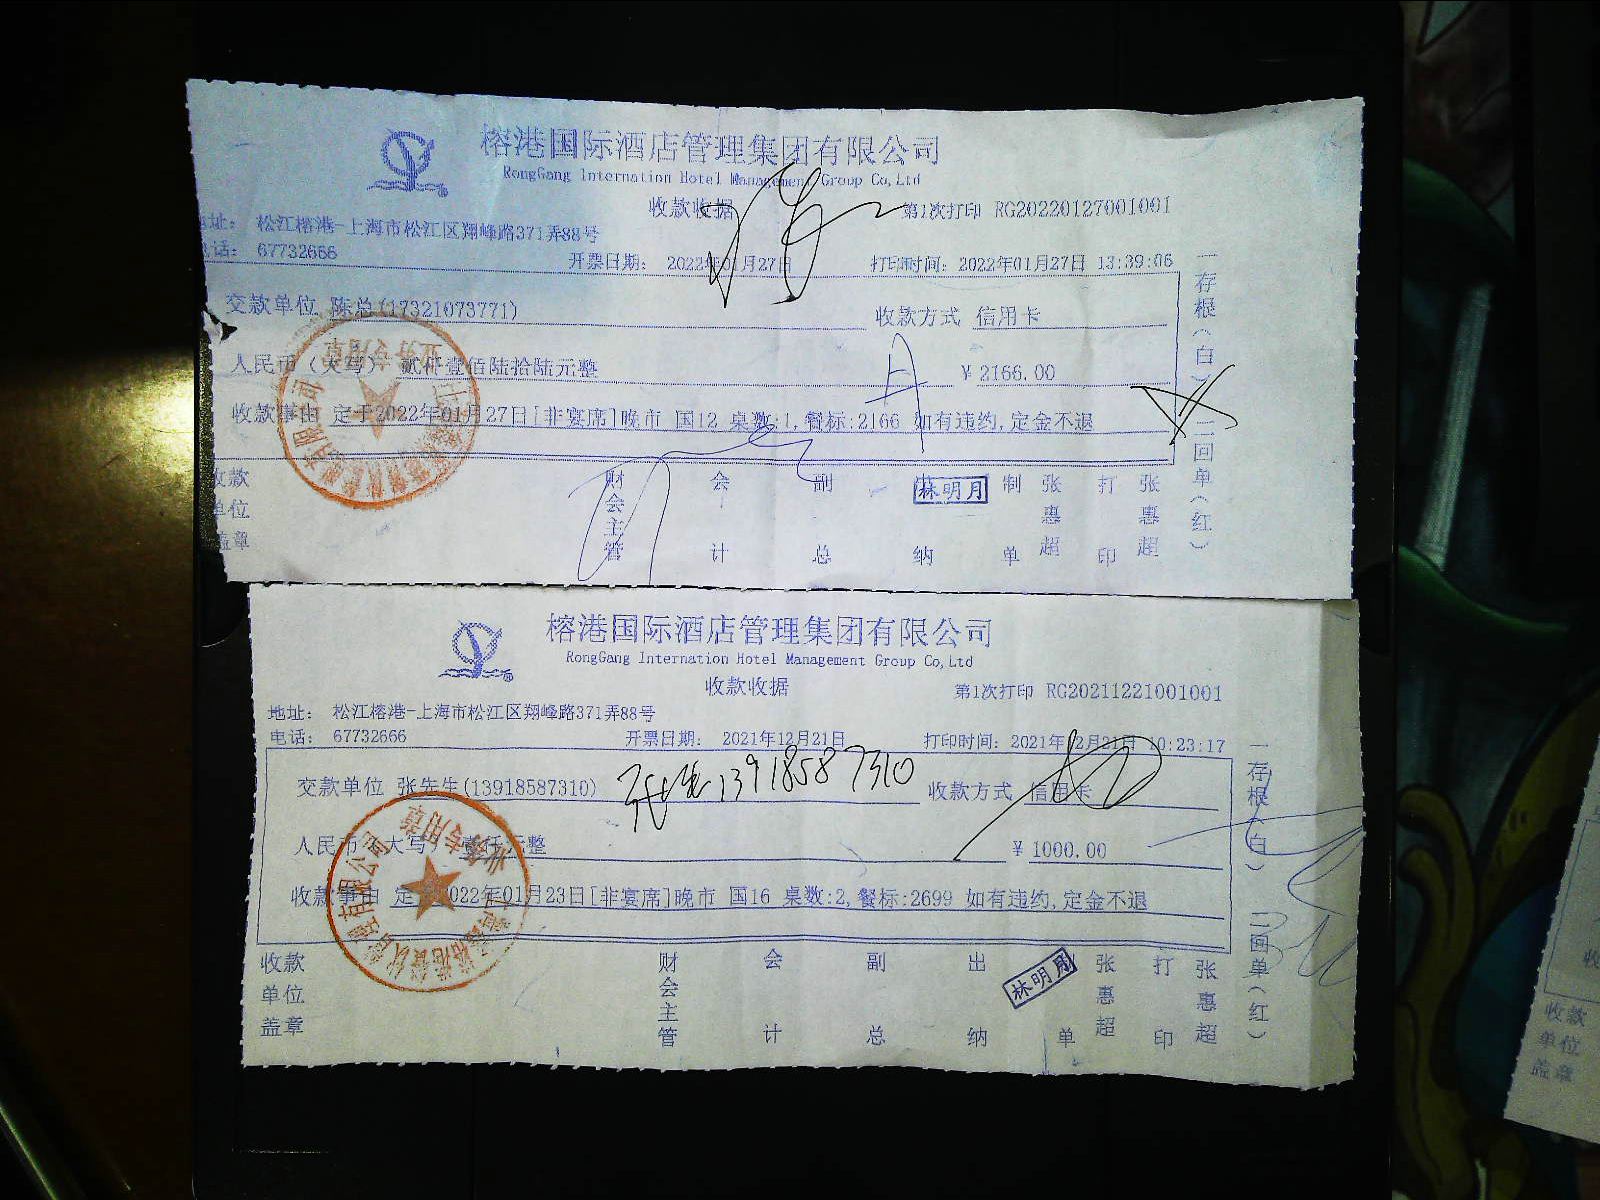 榕港国际酒店管理集团有限公司
RongGang Internation Hotel Management Group Co,Ltd
收款收据
第1次打印 RG20220127001001
地址： 松江榕港-上海市松江区翔峰路371弄88号
电话： 67732666
开票日期： 2022年01月27日
打印时间：2022年01月27日 13:39:06
交款单位 陈总(17321073771)
收款方式 信用卡
人民币（大写） 贰仟壹佰陆拾陆元整
￥2166.00
收款事由 定于2022年01月27日[非宴席]晚市 国12 桌数:1,餐标:2166 如有违约,定金不退
收款单位盖章
财会主管
会计
副总
出纳
林明月
制单
张惠超
打印
张惠超
一存根(白)
二回单(红)
业务专用章
榕港国际酒店管理集团有限公司
RongGang Internation Hotel Management Group Co,Ltd
收款收据
第1次打印 RG20211221001001
地址： 松江榕港-上海市松江区翔峰路371弄88号
电话： 67732666
开票日期： 2021年12月21日
打印时间：2021年12月21日 10:23:17
交款单位 张先生(13918587310)
13918587310
收款方式 信用卡
人民币（大写） 壹仟元整
￥1000.00
收款事由 定于2022年01月23日[非宴席]晚市 国16 桌数:2,餐标:2699 如有违约,定金不退
收款单位盖章
财会主管
会计
副总
出纳
林明月
单
张惠超
打印
张惠超
一存根(白)
二回单(红)
业务专用章
收款
单位
盖章